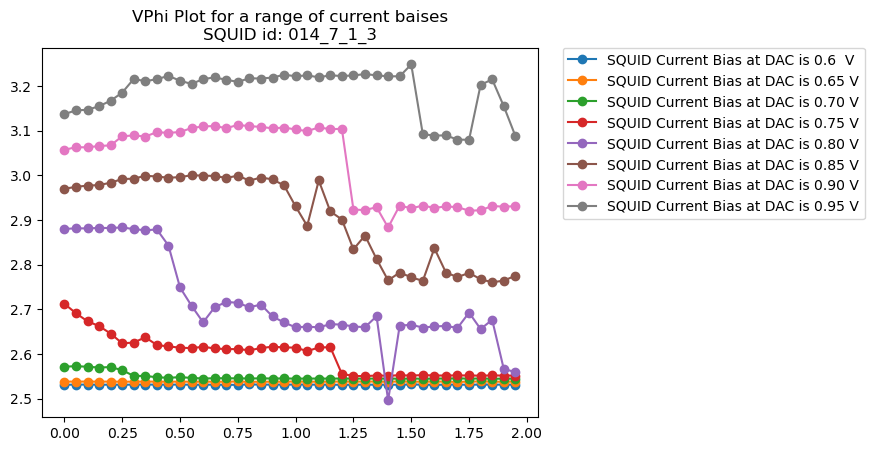 VPhi Plot for a range of current baises
SQUID id: 014_7_1_3
3.2
3.1
3.0
2.9
2.8
2.7
2.6
2.5
0.00 0.25 0.50 0.75 1.00 1.25 1.50 1.75 2.00
SQUID Current Bias at DAC is 0.6  V
SQUID Current Bias at DAC is 0.65 V
SQUID Current Bias at DAC is 0.70 V
SQUID Current Bias at DAC is 0.75 V
SQUID Current Bias at DAC is 0.80 V
SQUID Current Bias at DAC is 0.85 V
SQUID Current Bias at DAC is 0.90 V
SQUID Current Bias at DAC is 0.95 V